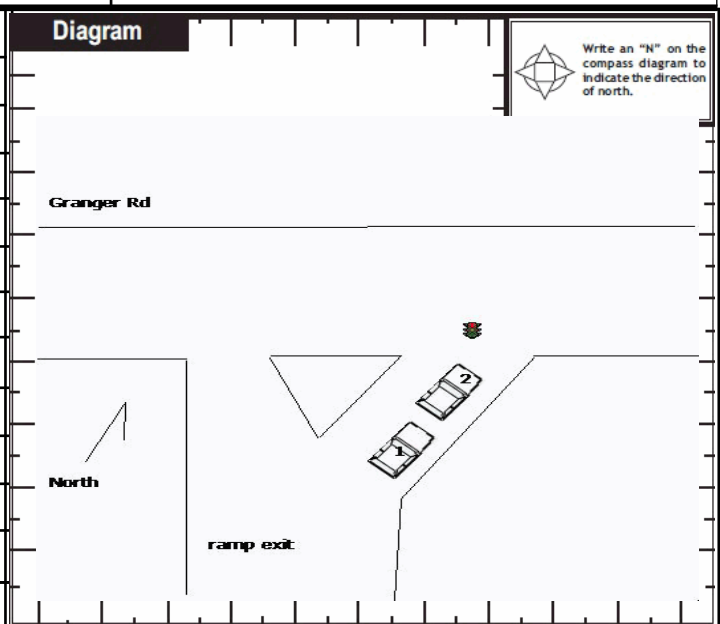 Diagram
Write an “N” on the
compass diagram to
indicate the direction
of north.
Granger Rd
2
1
North
ramp exit